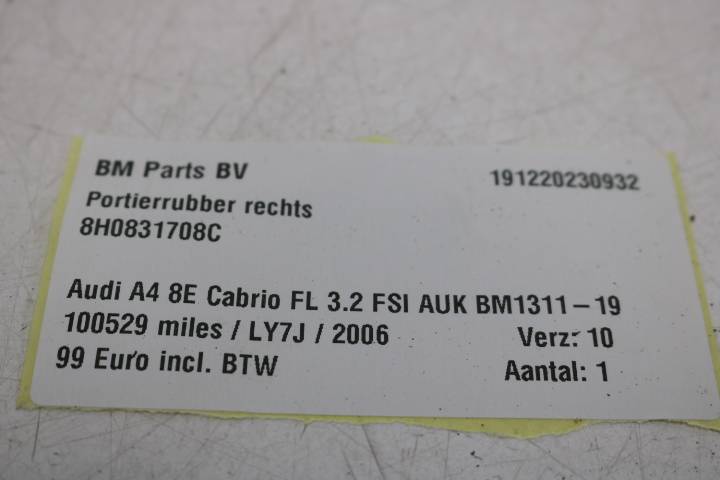 BM Parts BV 191220230932
Portierrubber rechts
8H0831708C
Audi A4 8E Cabrio FL 3.2 FSI AUK BM1311-19
100529 miles / LY7J / 2006 Verz: 10
99 Euro incl. BTW Aantal: 1